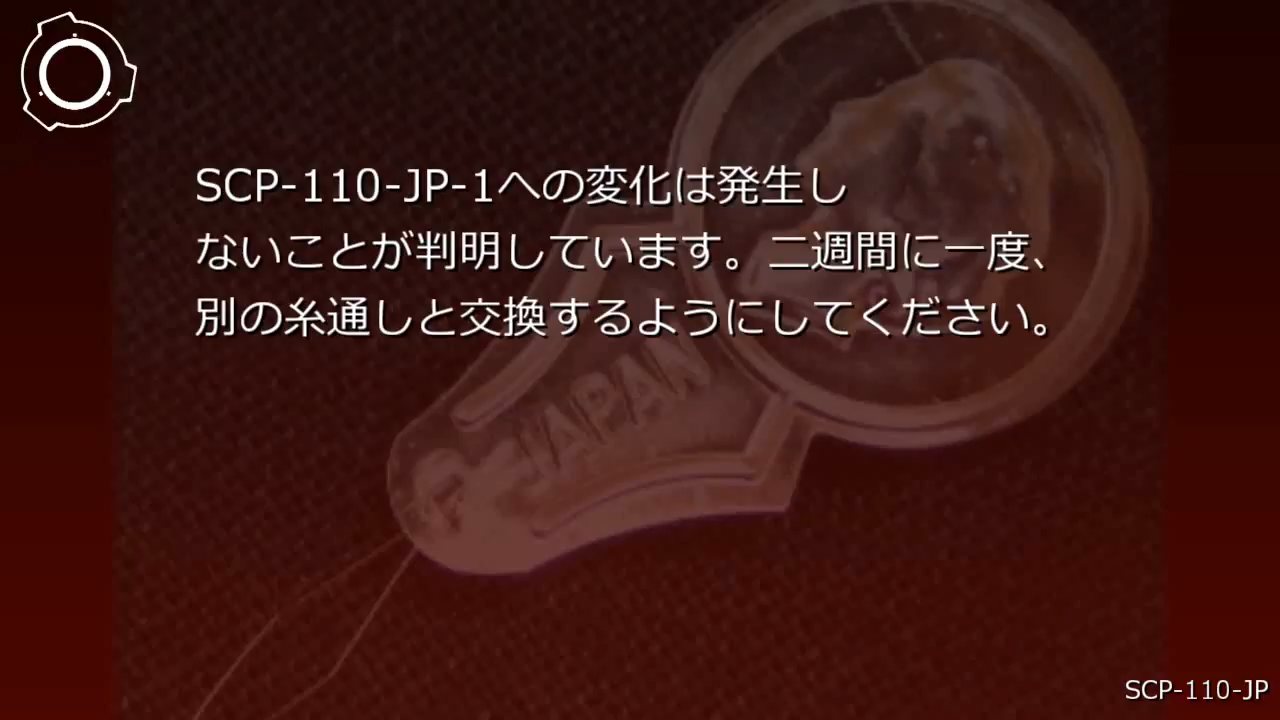 SCP-110-JP-1への変化は発生し
ないことが判明しています。二週間に一度、
別の糸通しと交換するようにしてください。
JAPAN
SCP-110-JP